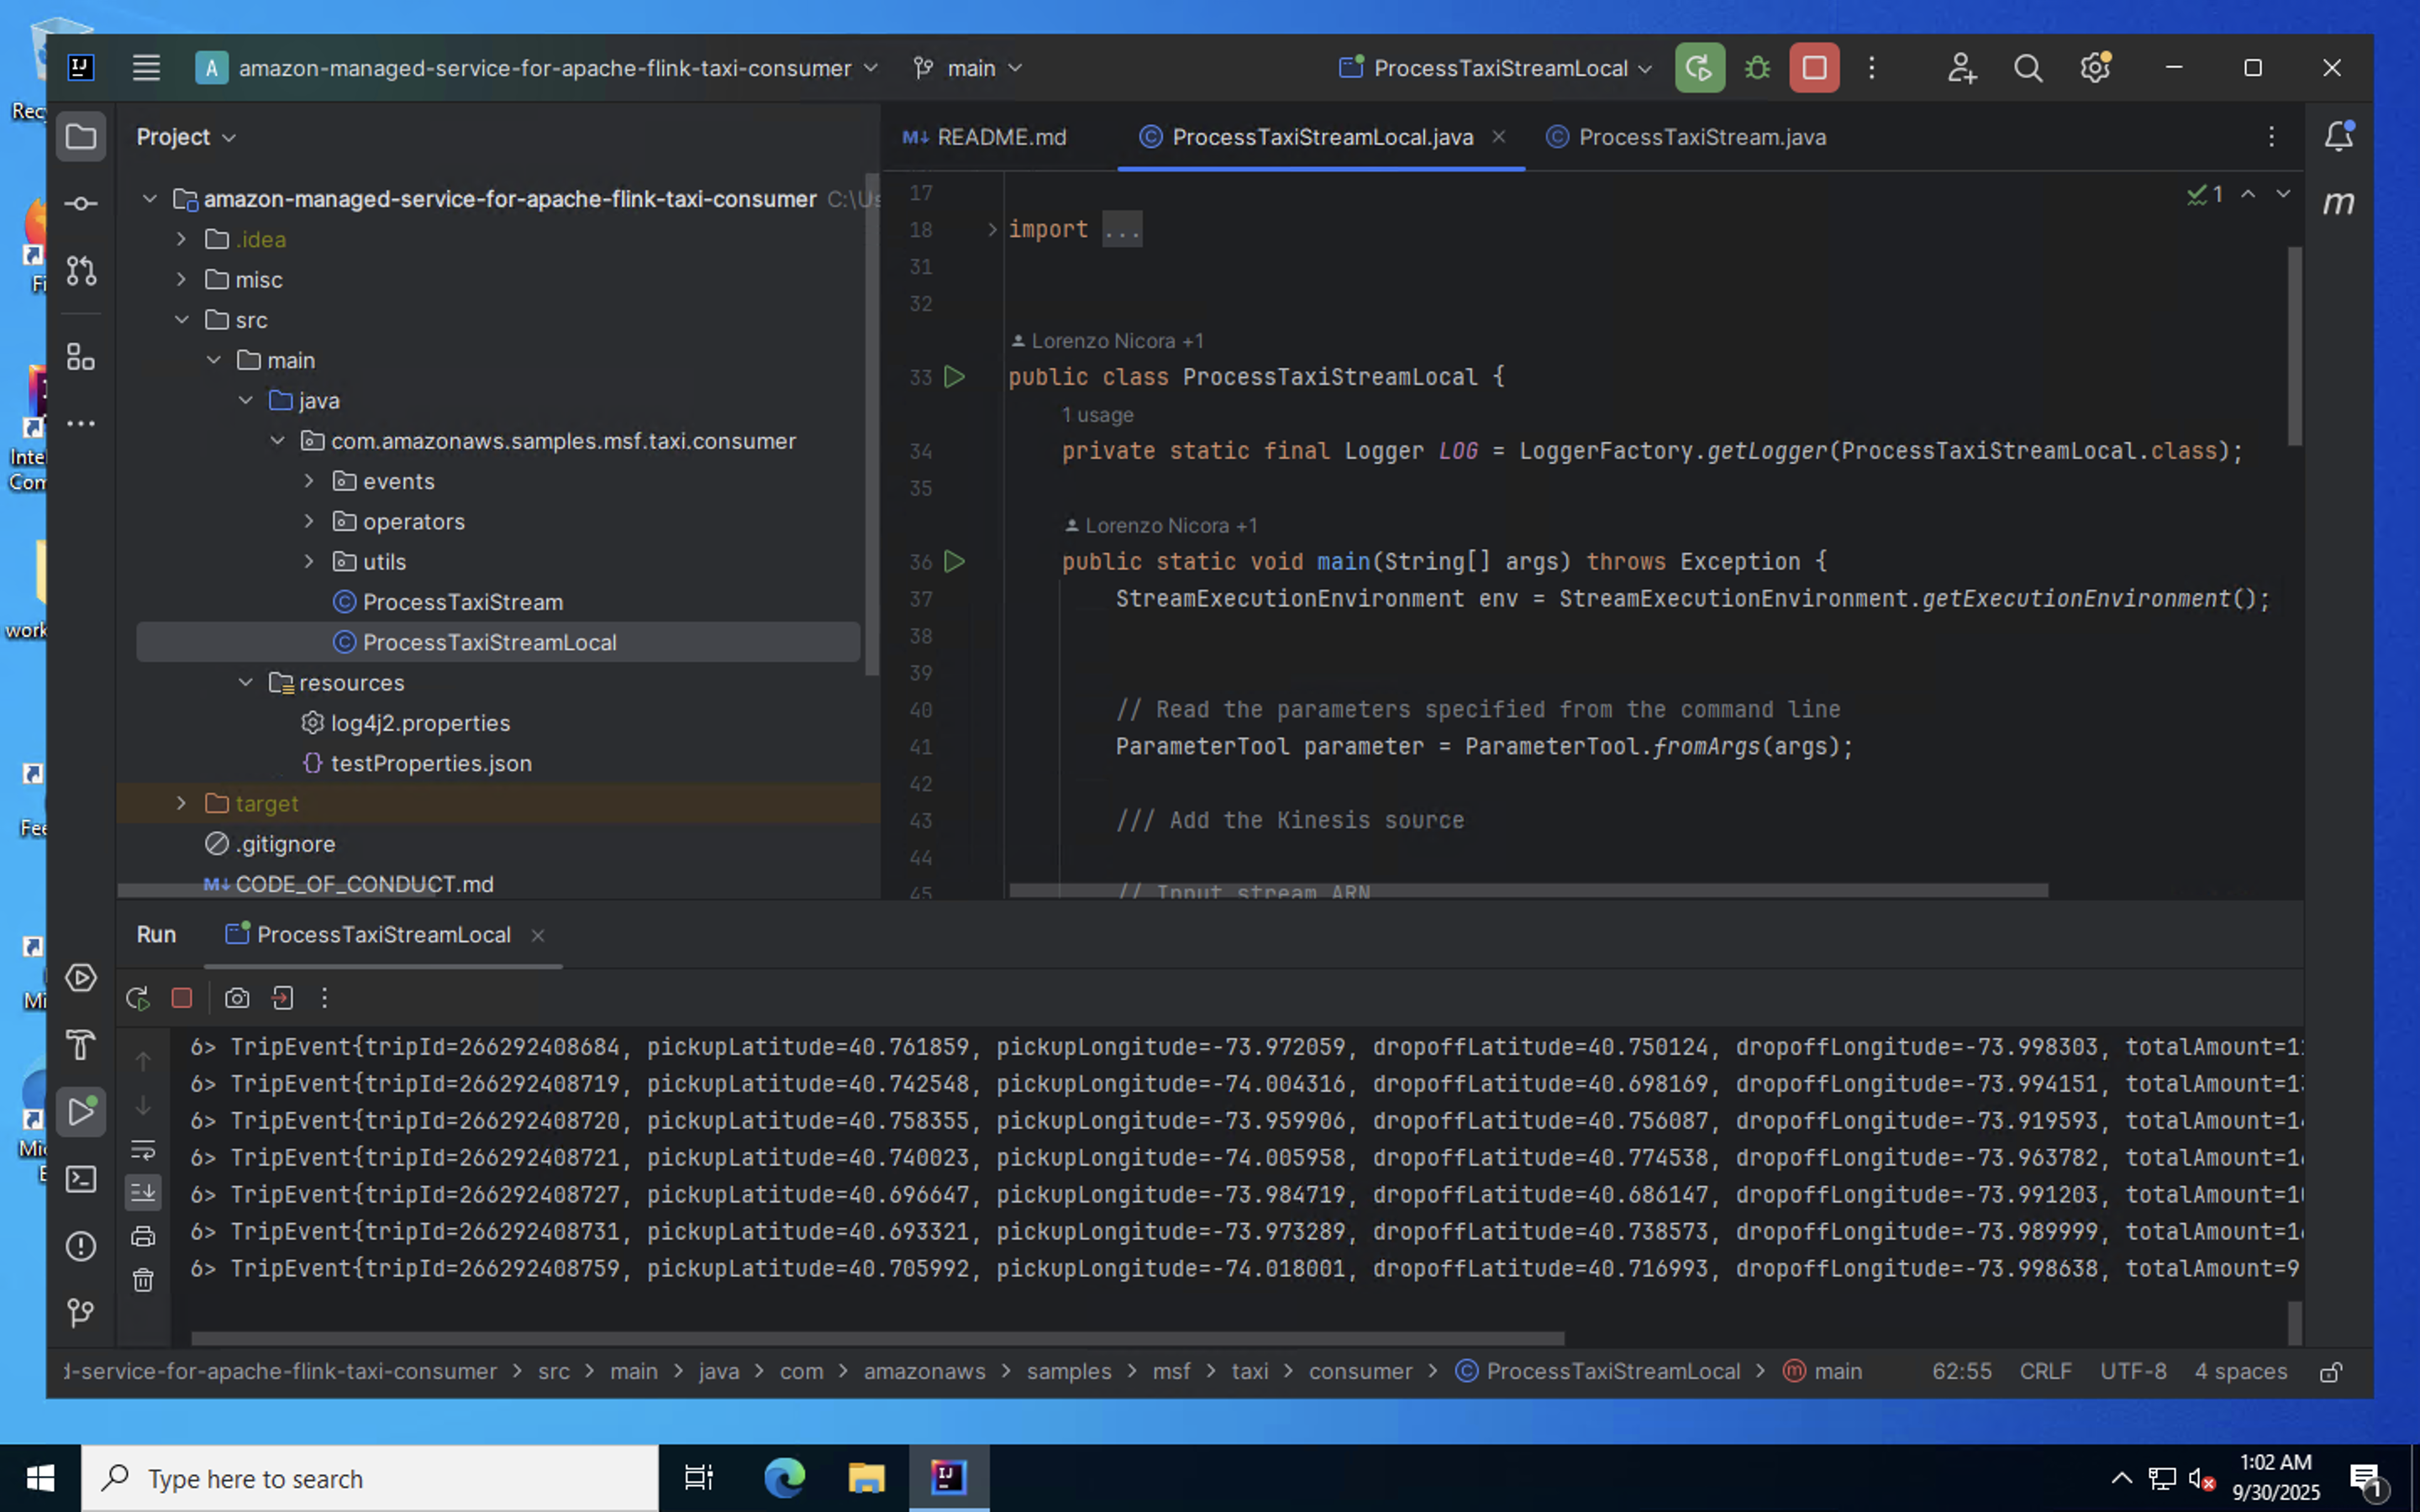 Recy
Fi
Inte
Com
work
Fee
Mi
Mic
E
IJ
A amazon-managed-service-for-apache-flink-taxi-consumer
main
ProcessTaxiStreamLocal
Project
amazon-managed-service-for-apache-flink-taxi-consumer C:\Us
.idea
misc
src
main
java
com.amazonaws.samples.msf.taxi.consumer
events
operators
utils
ProcessTaxiStream
ProcessTaxiStreamLocal
resources
log4j2.properties
testProperties.json
target
.gitignore
M↓ CODE_OF_CONDUCT.md
M↓ README.md
ProcessTaxiStreamLocal.java
ProcessTaxiStream.java
m
1
17
18 import ...
31
32
Lorenzo Nicora +1
33 public class ProcessTaxiStreamLocal {
1 usage
34 private static final Logger LOG = LoggerFactory.getLogger(ProcessTaxiStreamLocal.class);
35
Lorenzo Nicora +1
36 public static void main(String[] args) throws Exception {
37 StreamExecutionEnvironment env = StreamExecutionEnvironment.getExecutionEnvironment();
38
39
40 // Read the parameters specified from the command line
41 ParameterTool parameter = ParameterTool.fromArgs(args);
42
43 /// Add the Kinesis source
44
45 // Input stream ARN
Run ProcessTaxiStreamLocal
6> TripEvent{tripId=266292408684, pickupLatitude=40.761859, pickupLongitude=-73.972059, dropoffLatitude=40.750124, dropoffLongitude=-73.998303, totalAmount=1
6> TripEvent{tripId=266292408719, pickupLatitude=40.742548, pickupLongitude=-74.004316, dropoffLatitude=40.698169, dropoffLongitude=-73.994151, totalAmount=1
6> TripEvent{tripId=266292408720, pickupLatitude=40.758355, pickupLongitude=-73.959906, dropoffLatitude=40.756087, dropoffLongitude=-73.919593, totalAmount=1
6> TripEvent{tripId=266292408721, pickupLatitude=40.740023, pickupLongitude=-74.005958, dropoffLatitude=40.774538, dropoffLongitude=-73.963782, totalAmount=1
6> TripEvent{tripId=266292408727, pickupLatitude=40.696647, pickupLongitude=-73.984719, dropoffLatitude=40.686147, dropoffLongitude=-73.991203, totalAmount=1
6> TripEvent{tripId=266292408731, pickupLatitude=40.693321, pickupLongitude=-73.973289, dropoffLatitude=40.738573, dropoffLongitude=-73.989999, totalAmount=1
6> TripEvent{tripId=266292408759, pickupLatitude=40.705992, pickupLongitude=-74.018001, dropoffLatitude=40.716993, dropoffLongitude=-73.998638, totalAmount=9
d-service-for-apache-flink-taxi-consumer > src > main > java > com > amazonaws > samples > msf > taxi > consumer > ProcessTaxiStreamLocal > main
62:55 CRLF UTF-8 4 spaces
Type here to search
1:02 AM
9/30/2025
1